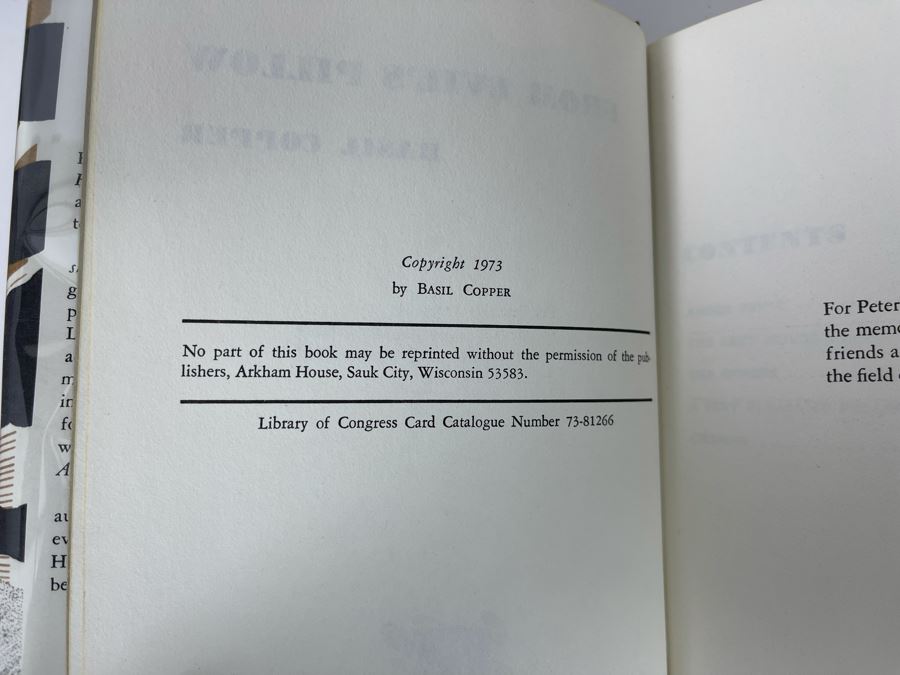 Copyright 1973
by BASIL COPPER
No part of this book may be reprinted without the permission of the pub-
lishers, Arkham House, Sauk City, Wisconsin 53583.
Library of Congress Card Catalogue Number 73-81266
For Peter
the
friends
the field
CONTENTS